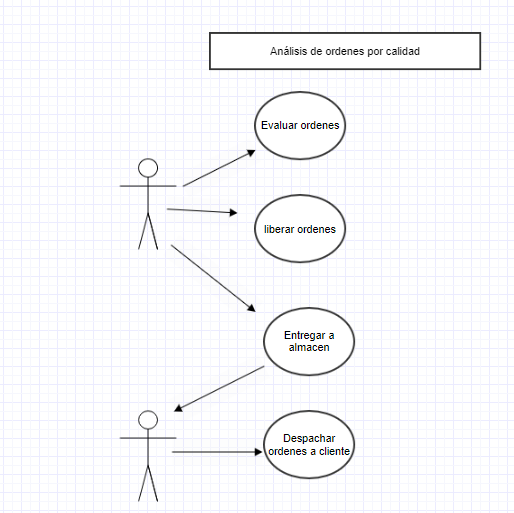 Análisis de ordenes por calidad
Evaluar ordenes
liberar ordenes
Entregar a
almacen
Despachar
ordenes a cliente